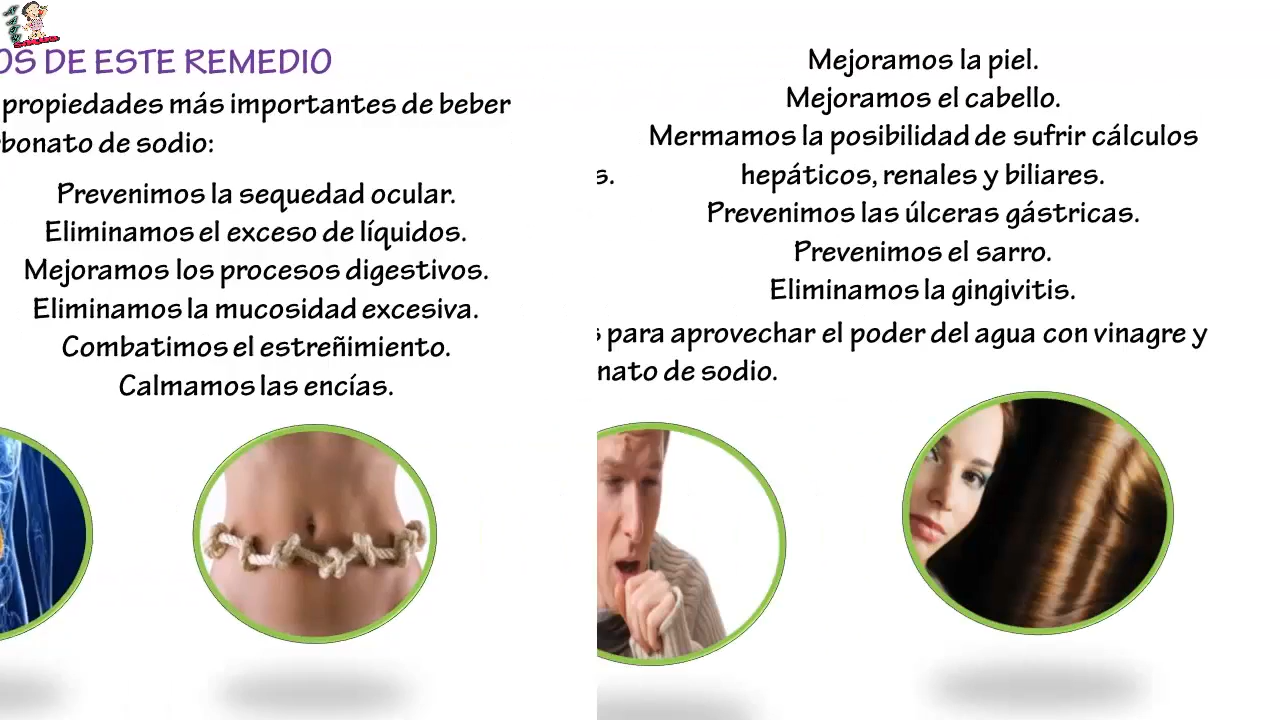 OS DE ESTE REMEDIO
propiedades más importantes de beber
bonato de sodio:
Prevenimos la sequedad ocular.
Eliminamos el exceso de líquidos.
Mejoramos los procesos digestivos.
Eliminamos la mucosidad excesiva.
Combatimos el estreñimiento.
Calmamos las encías.
Mejoramos la piel.
Mejoramos el cabello.
Mermamos la posibilidad de sufrir cálculos
s. hepáticos, renales y biliares.
Prevenimos las úlceras gástricas.
Prevenimos el sarro.
Eliminamos la gingivitis.
s para aprovechar el poder del agua con vinagre y
nato de sodio.